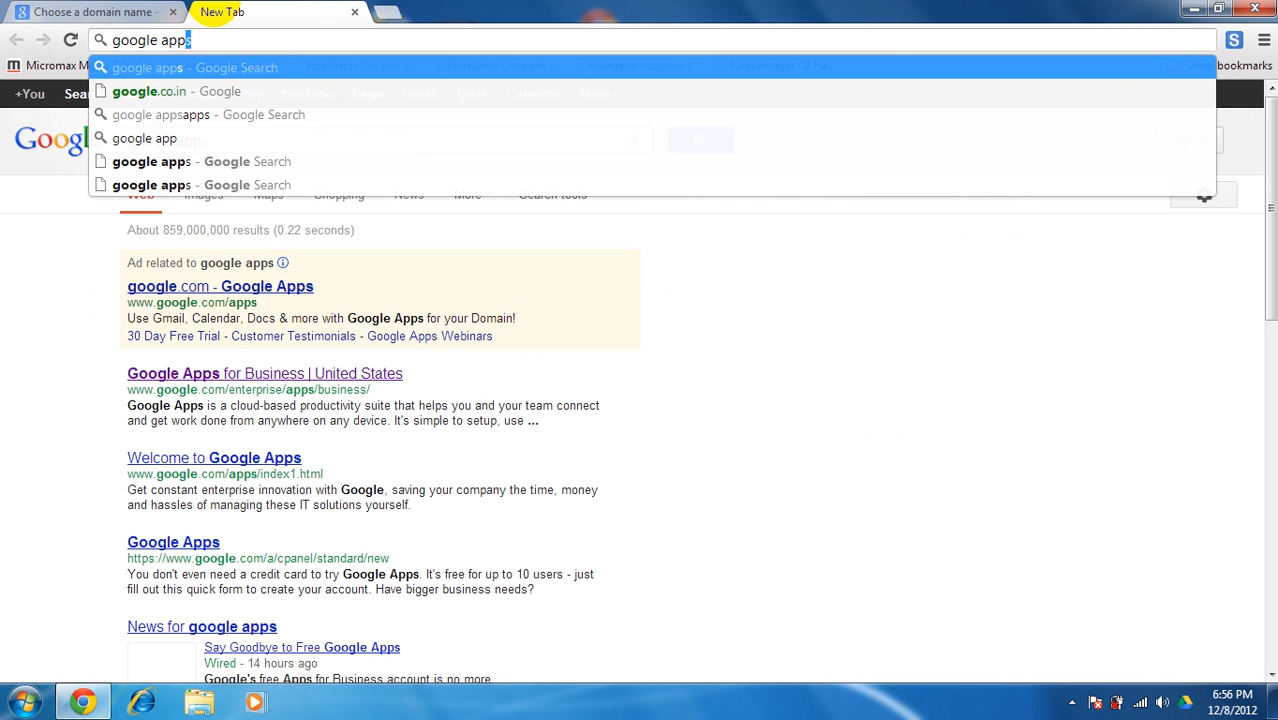 Choose a domain name -
New Tab
google apps
Micromax M
Other bookmarks
google apps - Google Search
google.co.in - Google
google appsapps - Google Search
google app
google apps - Google Search
google apps - Google Search
+You
Google
Web Images Maps Shopping News More Search tools
About 859,000,000 results (0.22 seconds)
Ad related to google apps
google.com - Google Apps
www.google.com/apps
Use Gmail, Calendar, Docs & more with Google Apps for your Domain!
30 Day Free Trial - Customer Testimonials - Google Apps Webinars
Google Apps for Business | United States
www.google.com/enterprise/apps/business/
Google Apps is a cloud-based productivity suite that helps you and your team connect
and get work done from anywhere on any device. It's simple to setup, use ...
Welcome to Google Apps
www.google.com/apps/index1.html
Get constant enterprise innovation with Google, saving your company the time, money
and hassles of managing these IT solutions yourself.
Google Apps
https://www.google.com/a/cpanel/standard/new
You don't even need a credit card to try Google Apps. It's free for up to 10 users - just
fill out this quick form to create your account. Have bigger business needs?
News for google apps
Say Goodbye to Free Google Apps
Wired - 14 hours ago
Google's free Apps for Business account is no more
6:56 PM
12/8/2012